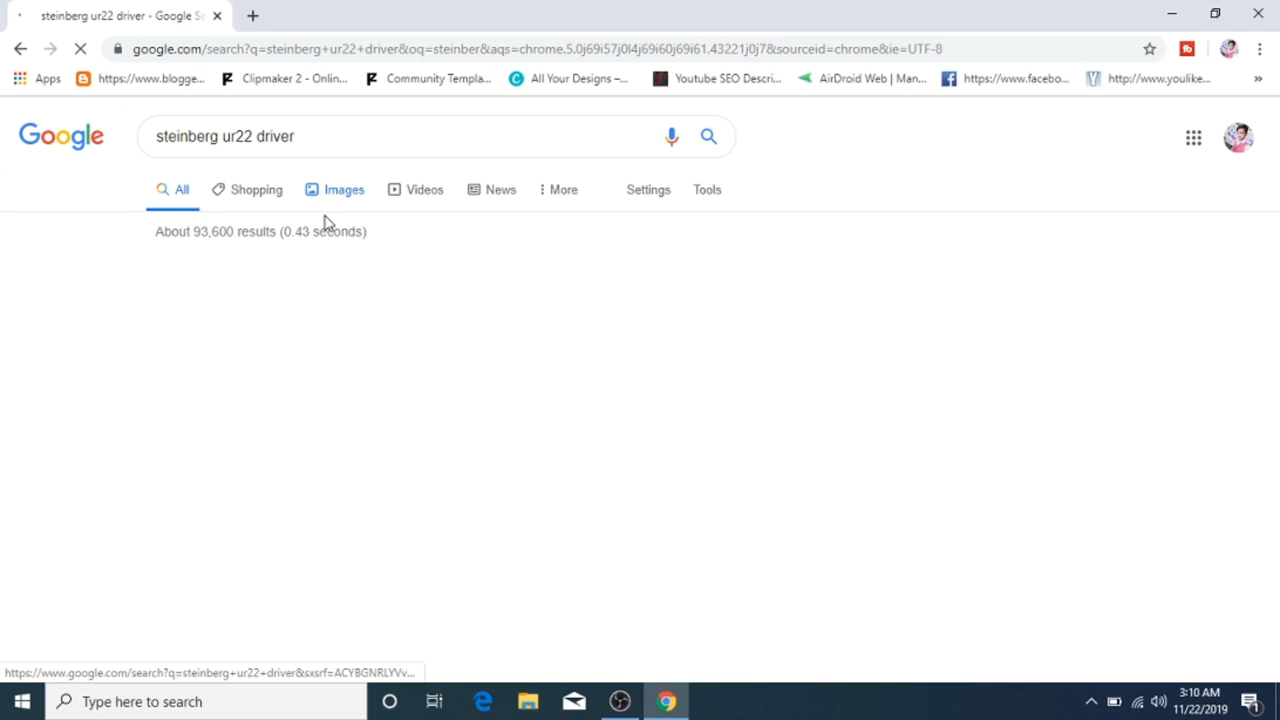 steinberg ur22 driver - Google Se
google.com/search?q=steinberg+ur22+driver&oq=steinber&aqs=chrome.5.0j69i57j0l4j69i60j69i61.43221j0j7&sourceid=chrome&ie=UTF-8
Apps https://www.blogge... Clipmaker 2 - Onlin... Community Templa... All Your Designs –... Youtube SEO Descri... AirDroid Web | Man... https://www.facebo... http://www.youlike... »
Google steinberg ur22 driver
All Shopping Images Videos News More Settings Tools
About 93,600 results (0.43 seconds)
https://www.google.com/search?q=steinberg+ur22+driver&sxsrf=ACYBGNRLYVv...
Type here to search
3:10 AM
11/22/2019
1